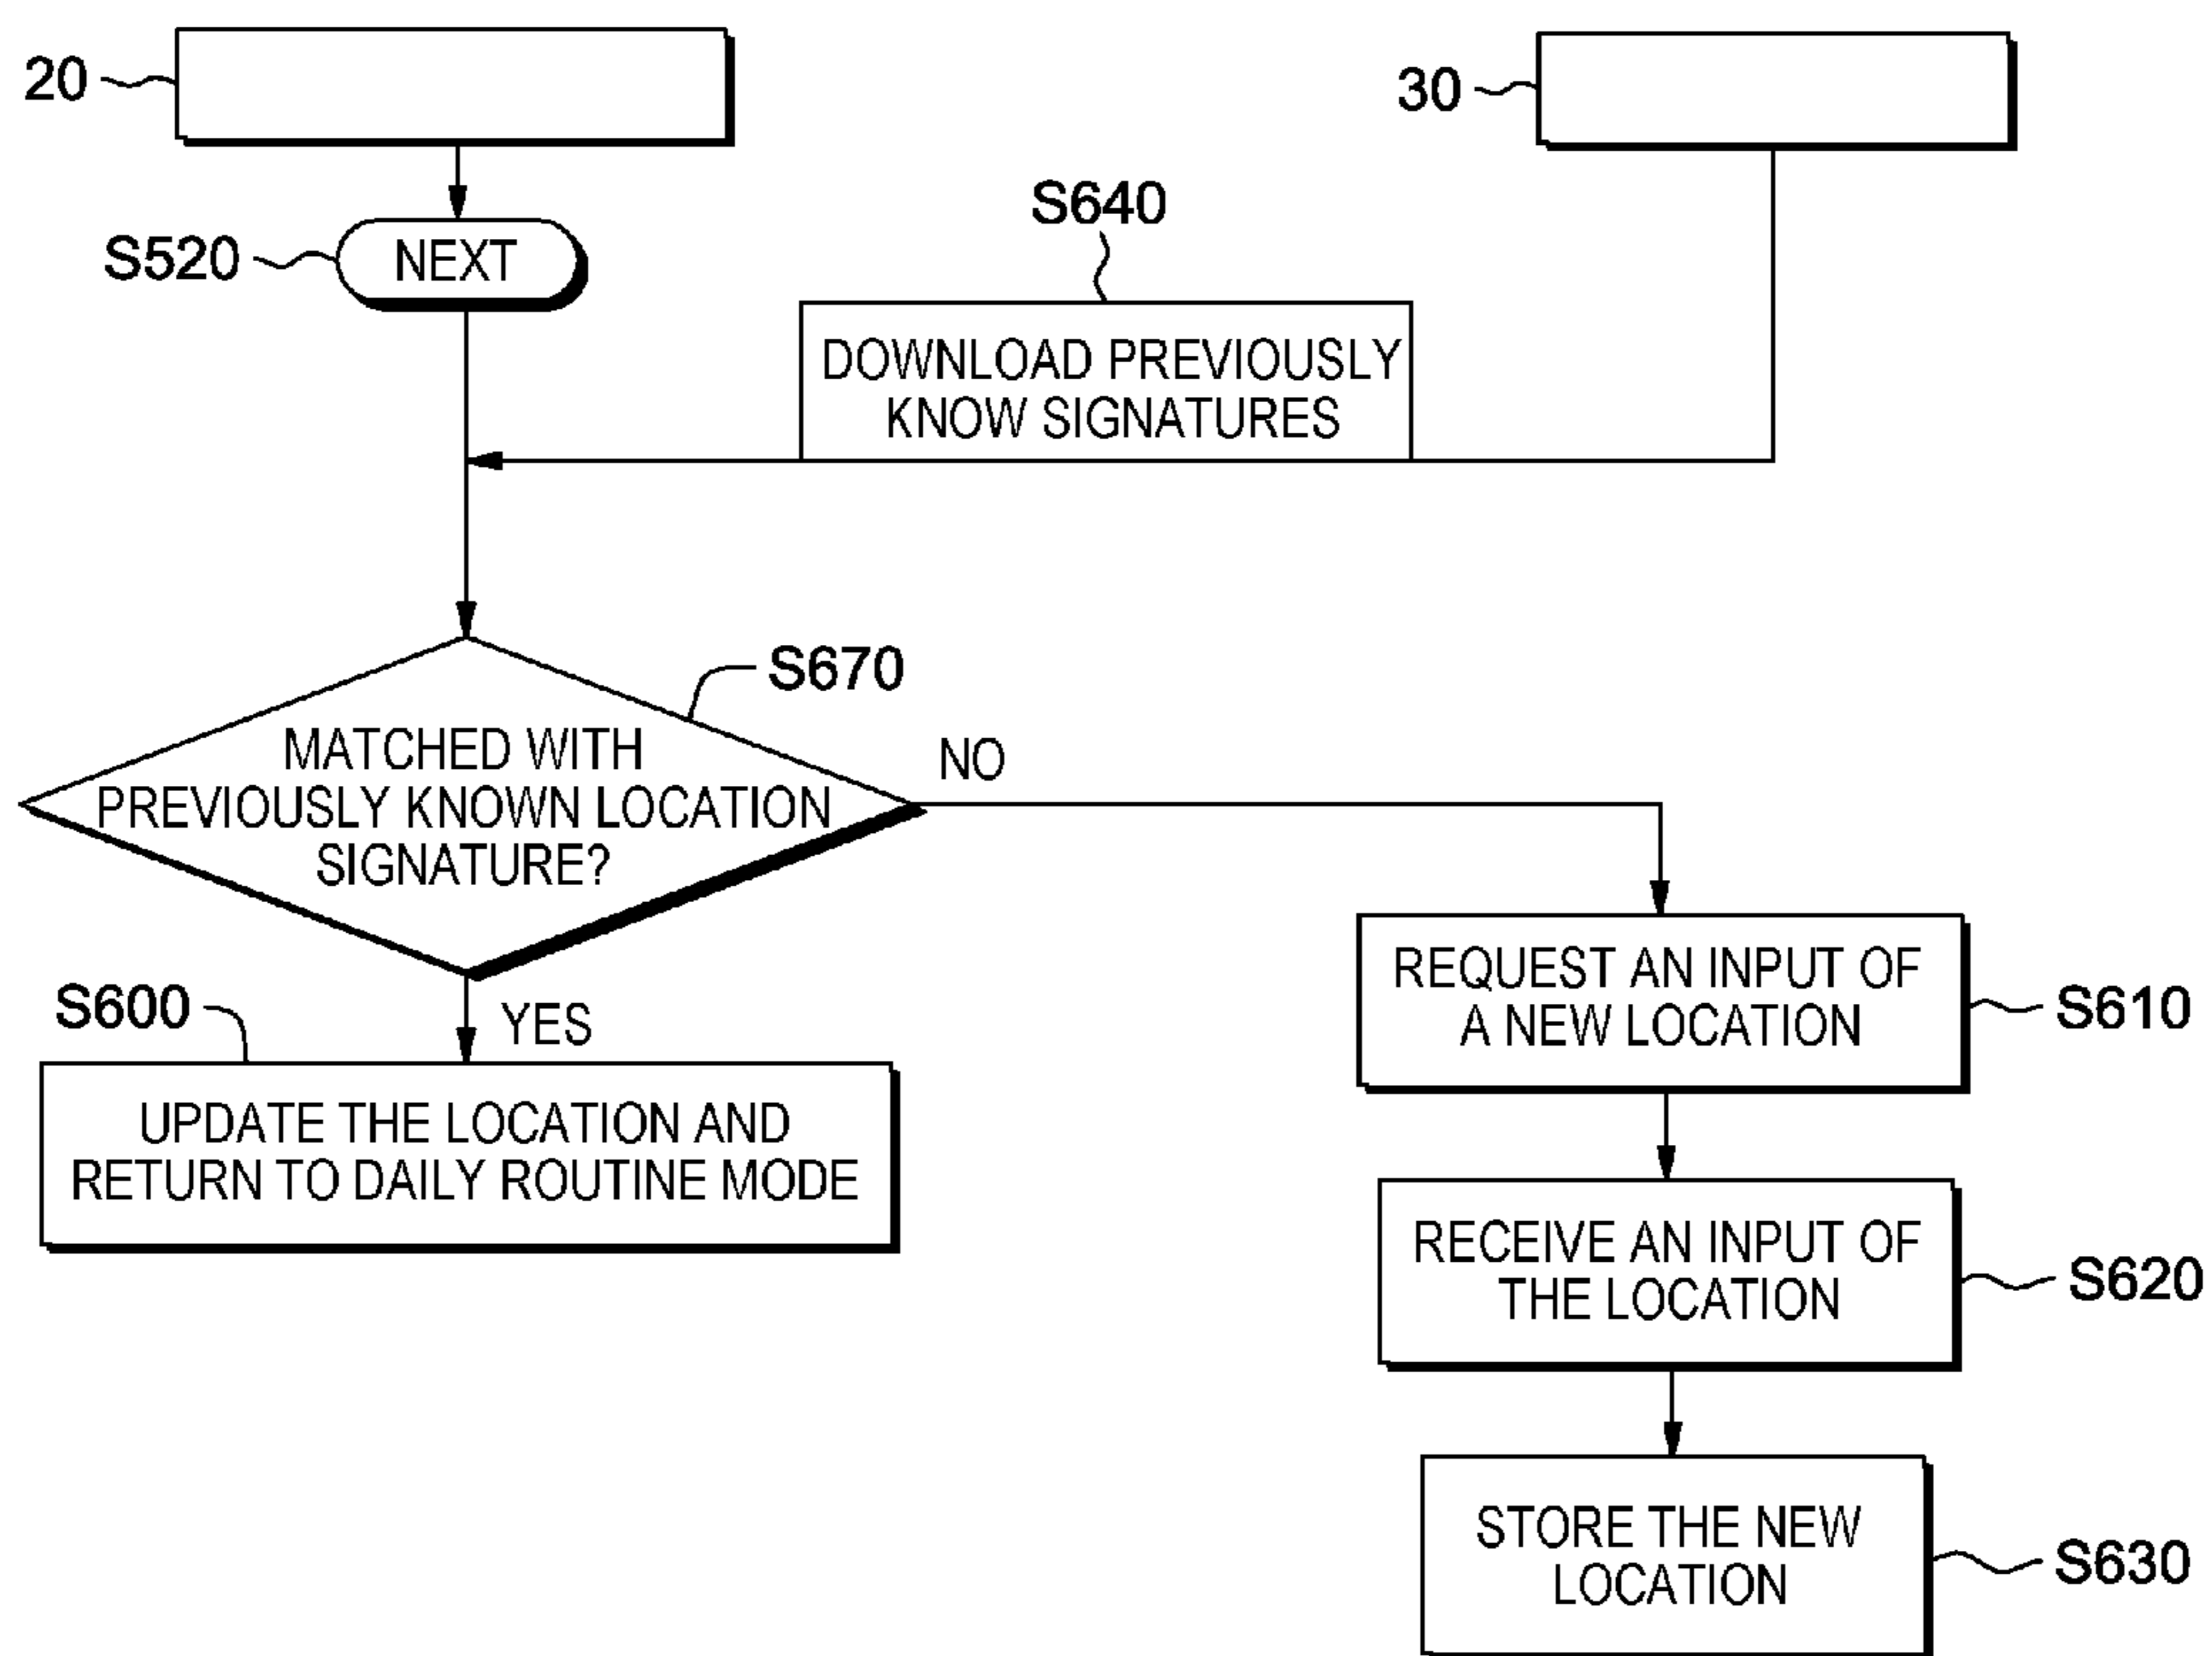 20
30
S640
S520
NEXT
DOWNLOAD PREVIOUSLY
KNOW SIGNATURES
S670
MATCHED WITH
PREVIOUSLY KNOWN LOCATION
SIGNATURE?
NO
S600
YES
UPDATE THE LOCATION AND
RETURN TO DAILY ROUTINE MODE
REQUEST AN INPUT OF
A NEW LOCATION
S610
RECEIVE AN INPUT OF
THE LOCATION
S620
STORE THE NEW
LOCATION
S630